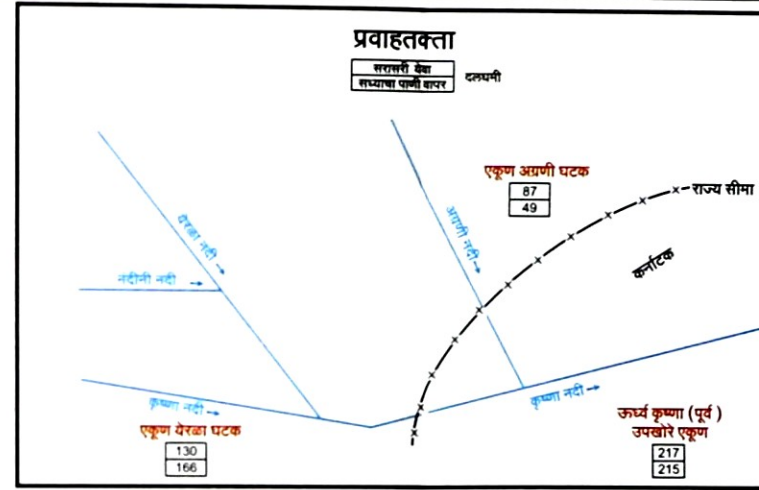 प्रवाहतक्ता
सरासरी येवा
सध्याचा पाणी वापर
दलघमी
एकूण अग्रणी घटक
87
49
राज्य सीमा
येरळा नदी
अग्रणी नदी
कर्नाटक
नदीनी नदी
कृष्णा नदी
कृष्णा नदी
एकूण येरळा घटक
130
166
ऊर्ध्व कृष्णा (पूर्व)
उपखोरे एकूण
217
215